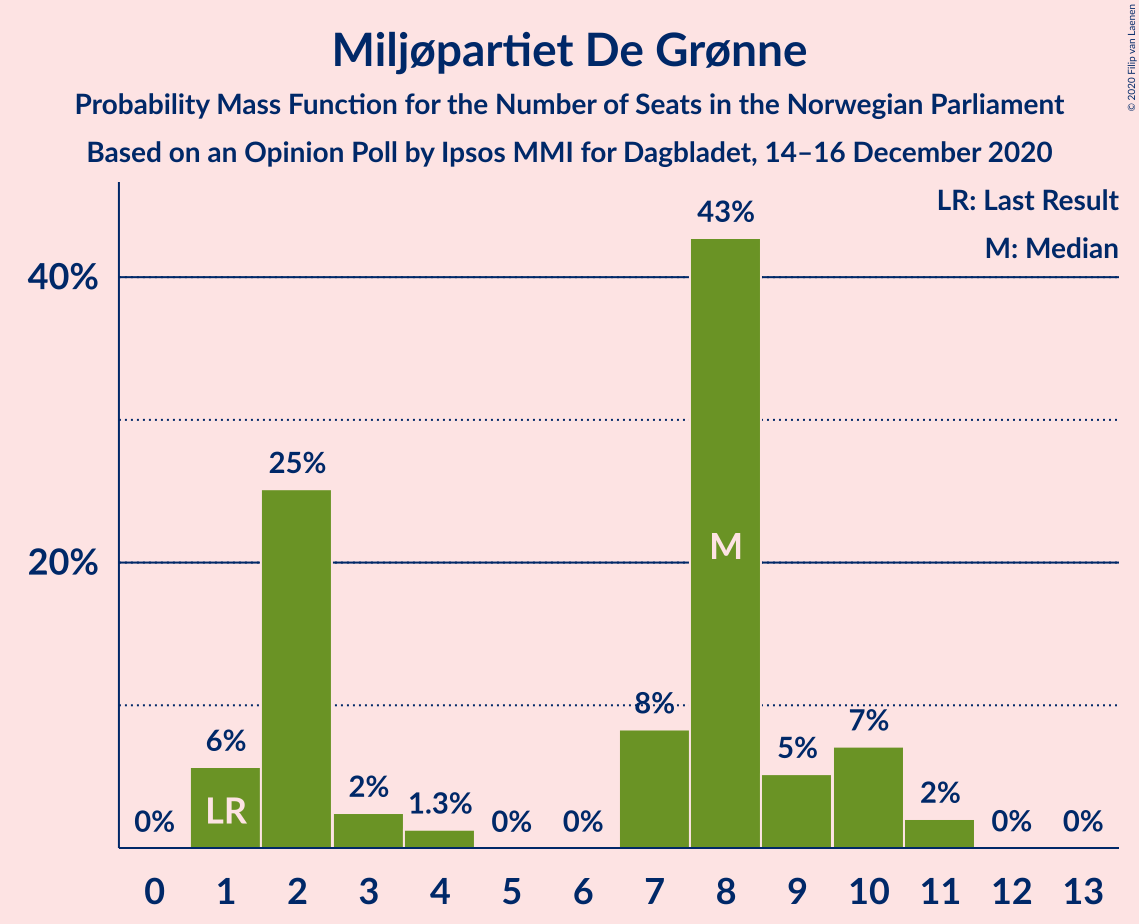 Miljøpartiet De Grønne
Probability Mass Function for the Number of Seats in the Norwegian Parliament
Based on an Opinion Poll by Ipsos MMI for Dagbladet, 14–16 December 2020
© 2020 Filip van Laenen
LR: Last Result
M: Median
40%
20%
0%
6%
25%
2%
1.3%
0%
0%
8%
43%
5%
7%
2%
0%
0%
LR
M
0 1 2 3 4 5 6 7 8 9 10 11 12 13